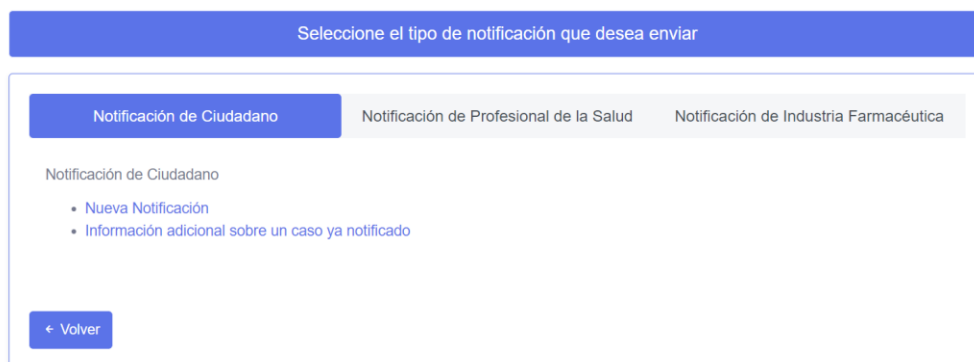 Seleccione el tipo de notificación que desea enviar
Notificación de Ciudadano Notificación de Profesional de la Salud Notificación de Industria Farmacéutica
Notificación de Ciudadano
• Nueva Notificación
• Información adicional sobre un caso ya notificado
← Volver